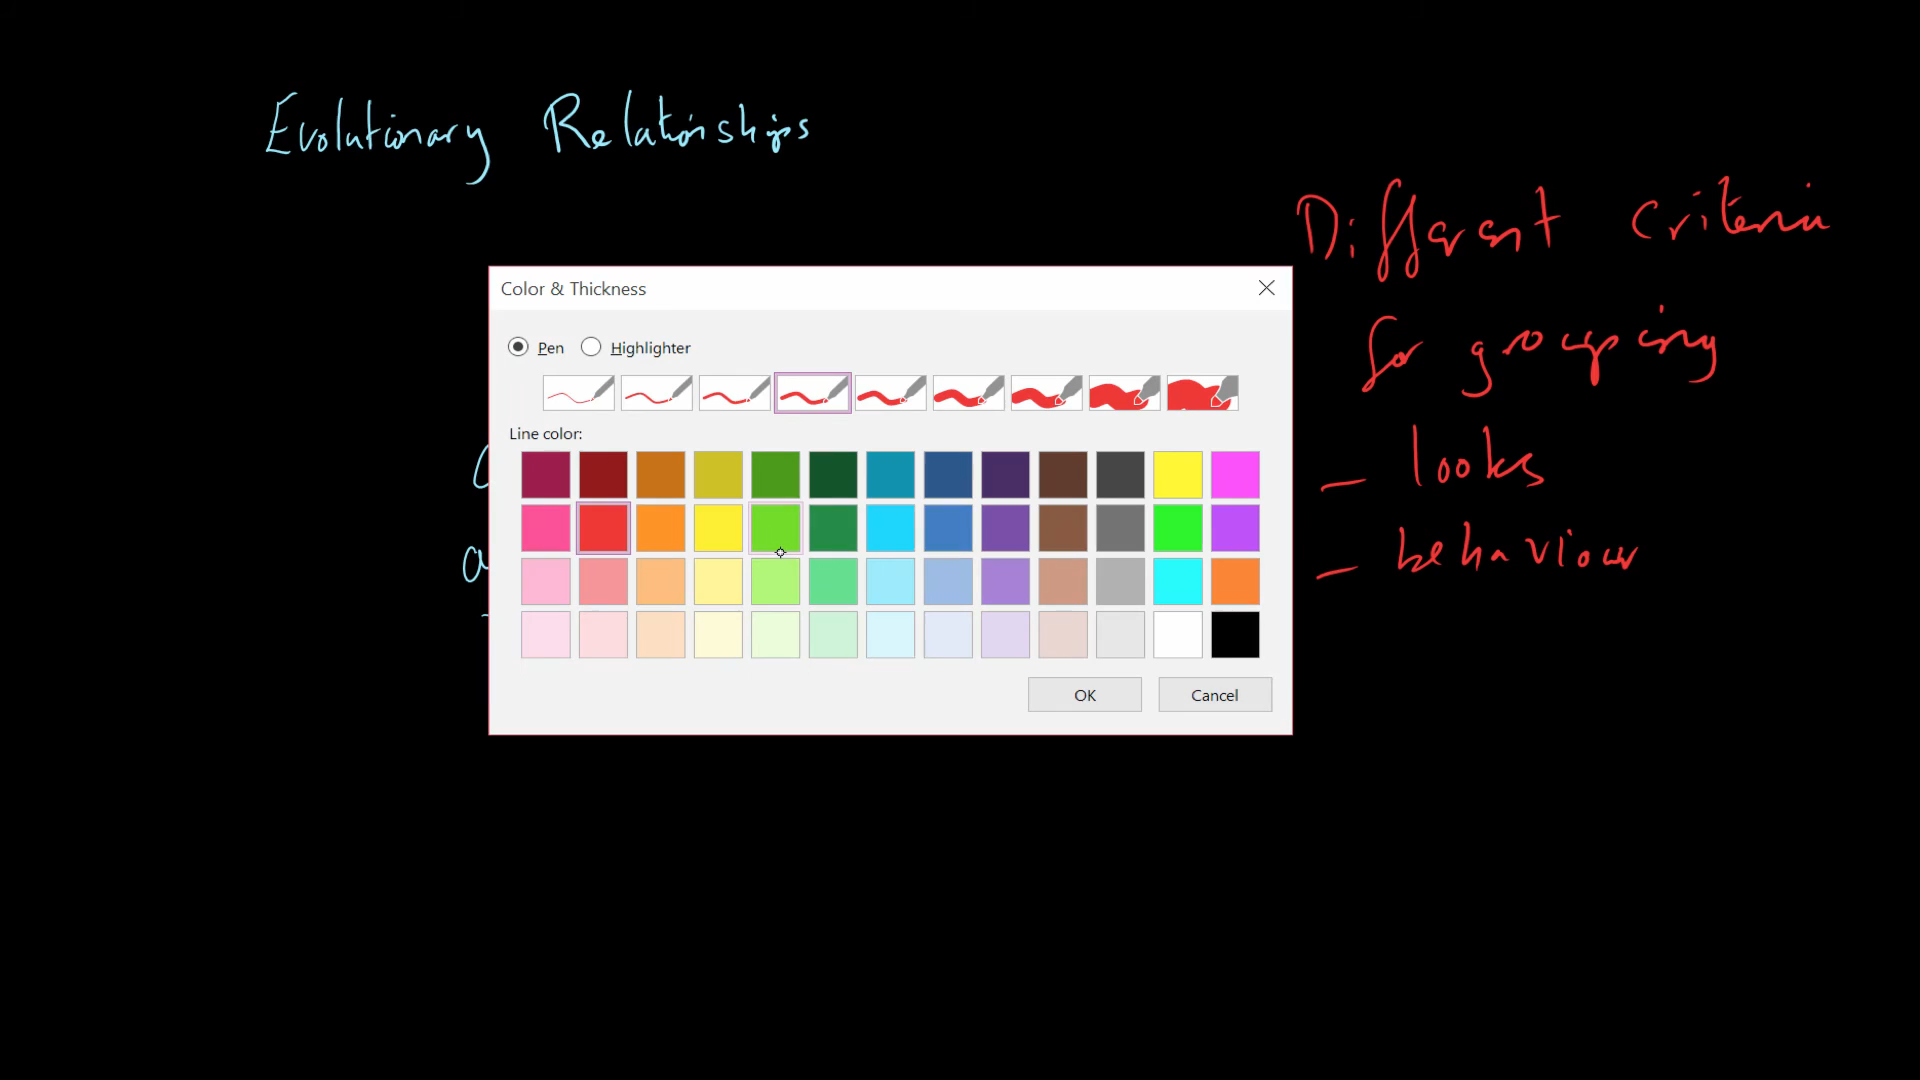 Evolutionary Relationships
Different criteria
for grouping
- looks
- behaviour
Color & Thickness
Pen Highlighter
Line color:
OK Cancel